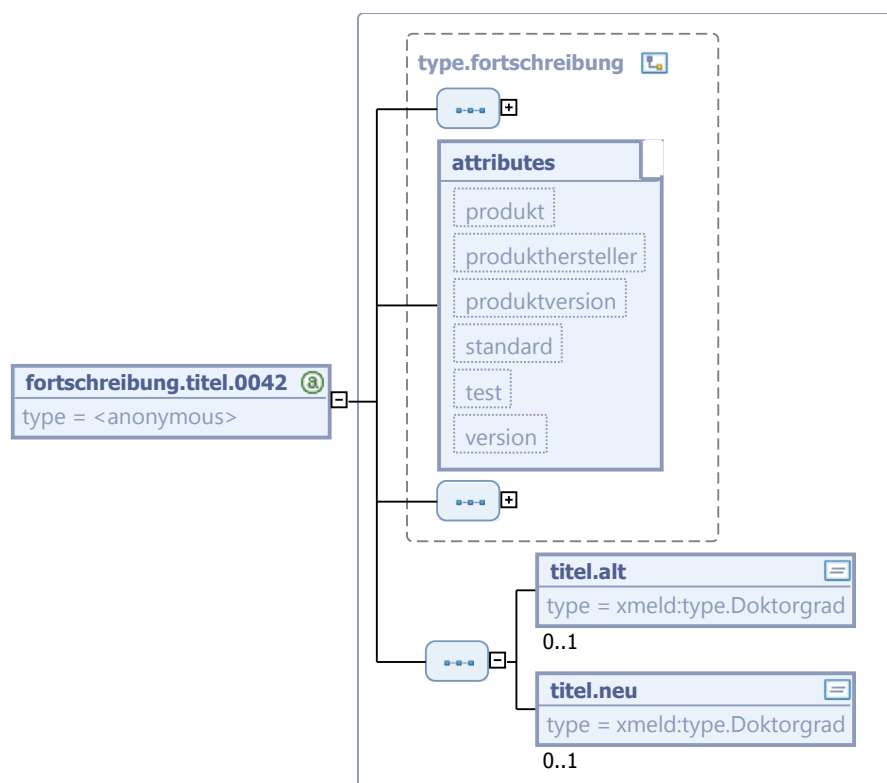 type.fortschreibung
attributes
produkt
produkthersteller
produktversion
standard
test
version
fortschreibung.titel.0042 @
type = <anonymous>
titel.alt
type = xmeld:type.Doktorgrad
0..1
titel.neu
type = xmeld:type.Doktorgrad
0..1